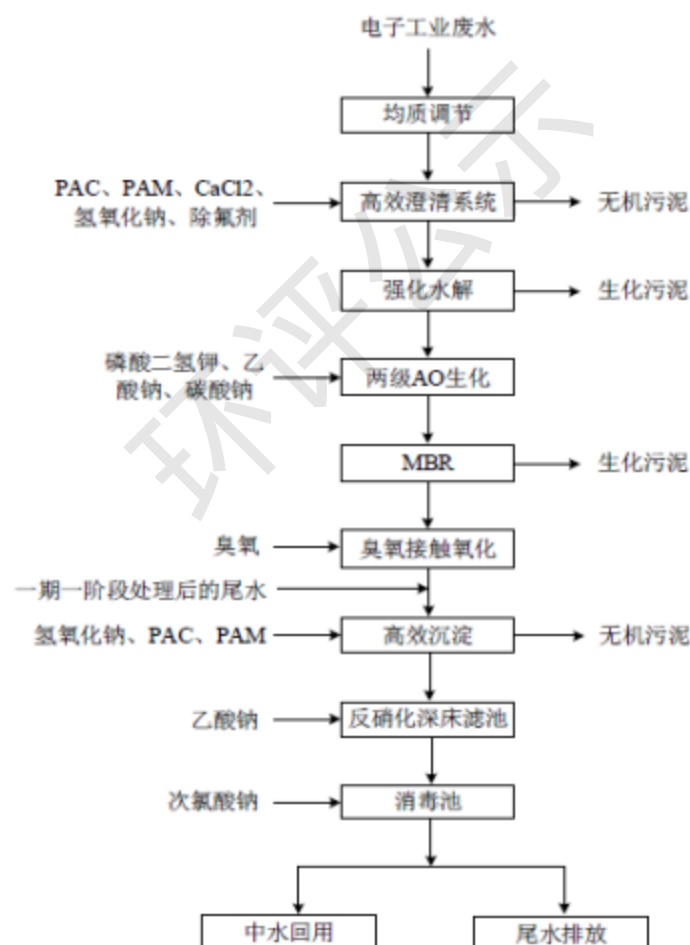 电子工业废水
均质调节
PAC、PAM、CaCl2、
氢氧化钠、除氟剂
高效澄清系统
无机污泥
强化水解
生化污泥
磷酸二氢钾、乙
酸钠、碳酸钠
两级AO生化
MBR
生化污泥
臭氧
臭氧接触氧化
一期一阶段处理后的尾水
氢氧化钠、PAC、PAM
高效沉淀
无机污泥
乙酸钠
反硝化深床滤池
次氯酸钠
消毒池
中水回用
尾水排放
环评公示